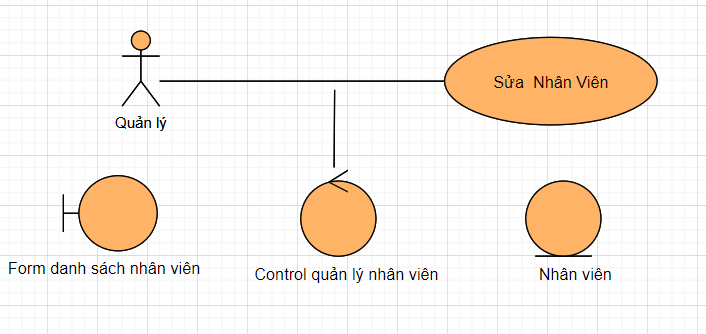 Sửa Nhân Viên
Quản lý
Form danh sách nhân viên
Control quản lý nhân viên
Nhân viên